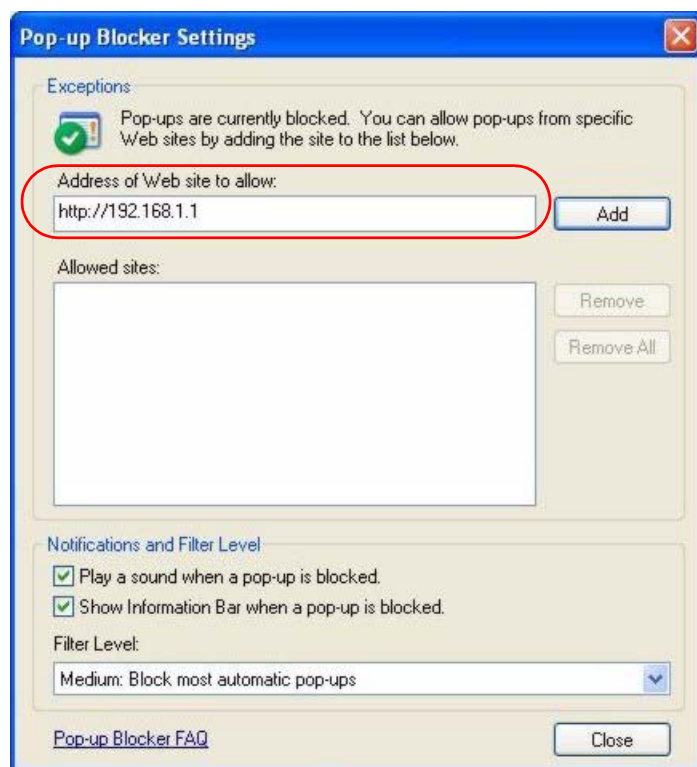 Pop-up Blocker Settings
Exceptions
Pop-ups are currently blocked. You can allow pop-ups from specific
Web sites by adding the site to the list below.
Address of Web site to allow:
http://192.168.1.1
Add
Allowed sites:
Remove
Remove All
Notifications and Filter Level
Play a sound when a pop-up is blocked.
Show Information Bar when a pop-up is blocked.
Filter Level:
Medium: Block most automatic pop-ups
Pop-up Blocker FAQ
Close